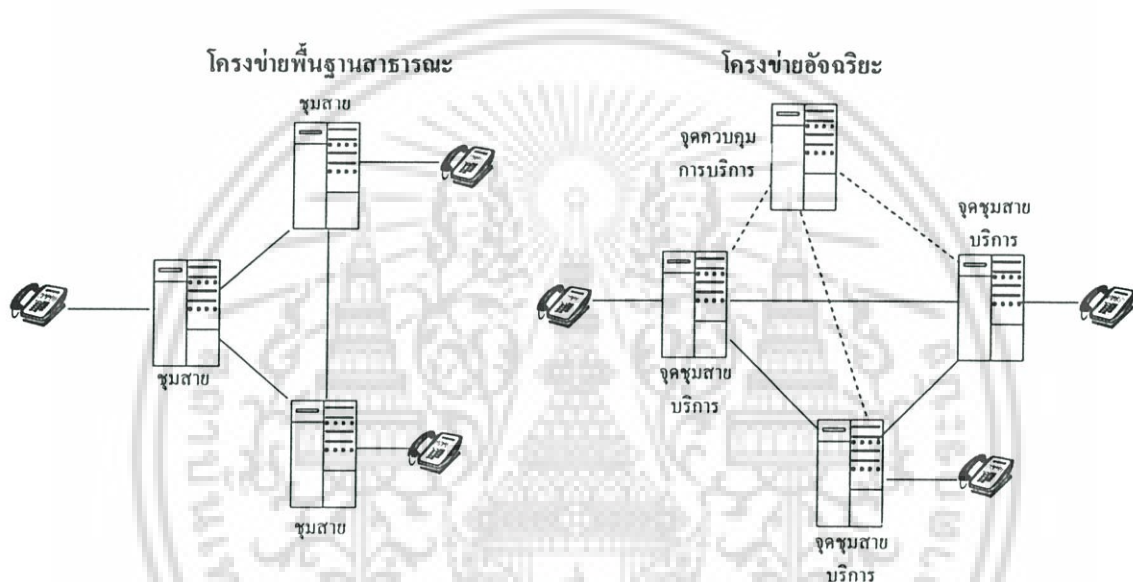 โครงข่ายพื้นฐานสาธารณะ
ชุมสาย
ชุมสาย
ชุมสาย
โครงข่ายอัจฉริยะ
จุดควบคุม
การบริการ
จุดชุมสาย
บริการ
จุดชุมสาย
บริการ
จุดชุมสาย
บริการ